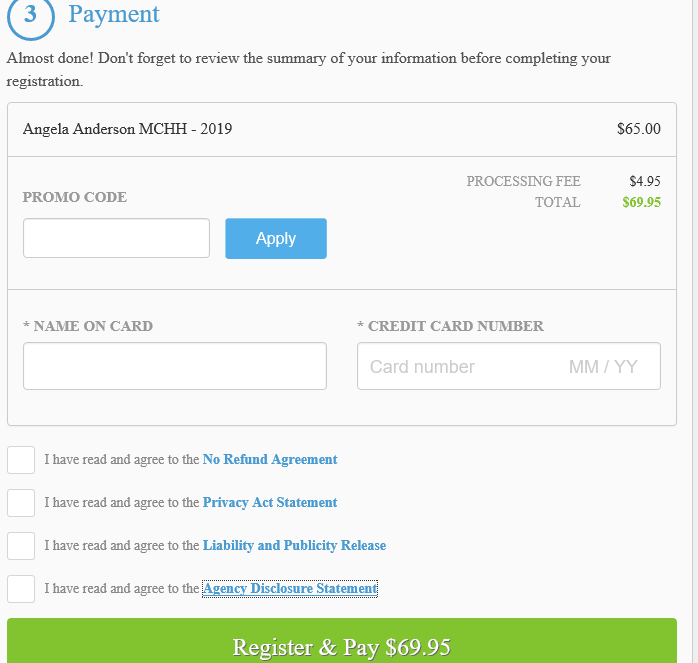 3 Payment
Almost done! Don't forget to review the summary of your information before completing your
registration.
Angela Anderson MCHH - 2019 $65.00
PROCESSING FEE $4.95
TOTAL $69.95
PROMO CODE
Apply
* NAME ON CARD
* CREDIT CARD NUMBER
Card number MM / YY
I have read and agree to the No Refund Agreement
I have read and agree to the Privacy Act Statement
I have read and agree to the Liability and Publicity Release
I have read and agree to the Agency Disclosure Statement
Register & Pay $69.95